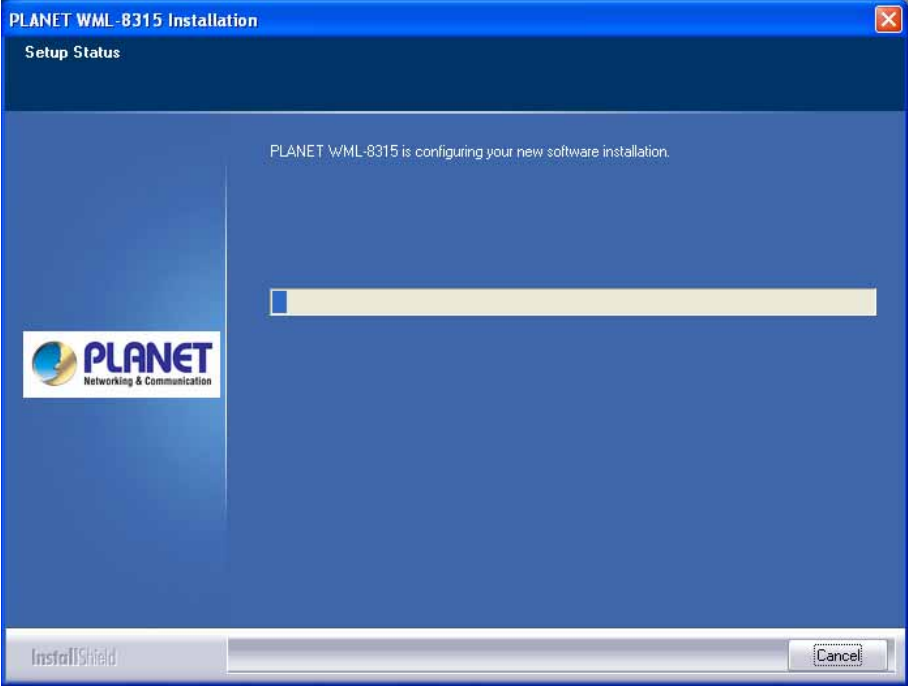 PLANET WML-8315 Installation
Setup Status
PLANET WML-8315 is configuring your new software installation.
PLANET
Networking & Communication
InstallShield
Cancel